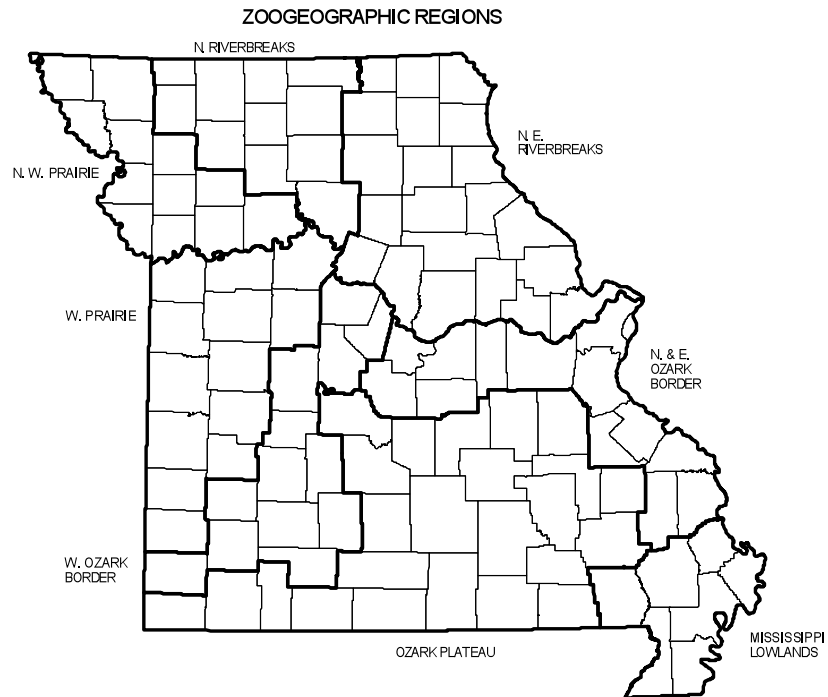 ZOOGEOGRAPHIC REGIONS
N. RIVERBREAKS
N. E.
RIVERBREAKS
N. W. PRAIRIE
W. PRAIRIE
N. & E.
OZARK
BORDER
W. OZARK
BORDER
MISSISSIPPI
LOWLANDS
OZARK PLATEAU